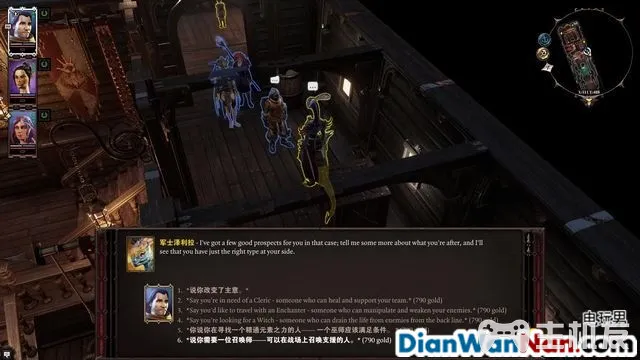 军士泽利拉 - I've got a few good prospects for you in that case; tell me some more about what you're after, and I'll
see that you have just the right type at your side.
1. *说你改变了主意。*
2. *Say you're in need of a Cleric - someone who can heal and support your team.* (790 gold)
3. *Say you'd like to travel with an Enchanter - someone who can manipulate and weaken your enemies.* (790 gold)
4. *Say you're looking for a Witch - someone who can drain the life from enemies from the back line.* (790 gold)
5. *你说你在寻找一个精通元素之力的人—— 一个巫师应该满足条件。
6. *说你需要一位召唤师——可以在战场上召唤支援的人。* (790 gold)
电玩男
DianWanNan.com